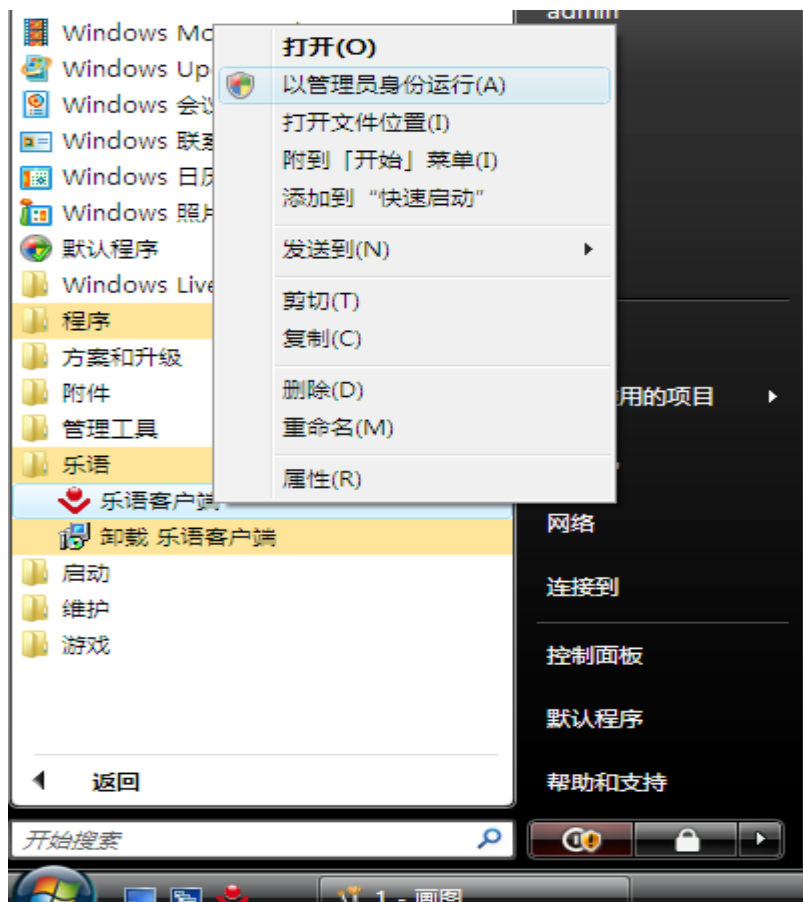 Windows Mo
Windows Up
Windows 会议
Windows 联系
Windows 日历
Windows 照片
默认程序
Windows Live
程序
方案和升级
附件
管理工具
乐语
乐语客户端
卸载 乐语客户端
启动
维护
游戏
返回
开始搜索
打开(O)
以管理员身份运行(A)
打开文件位置(I)
附到「开始」菜单(I)
添加到“快速启动”
发送到(N)
剪切(T)
复制(C)
删除(D)
重命名(M)
属性(R)
admin
用的项目
网络
连接到
控制面板
默认程序
帮助和支持
1 - 画图